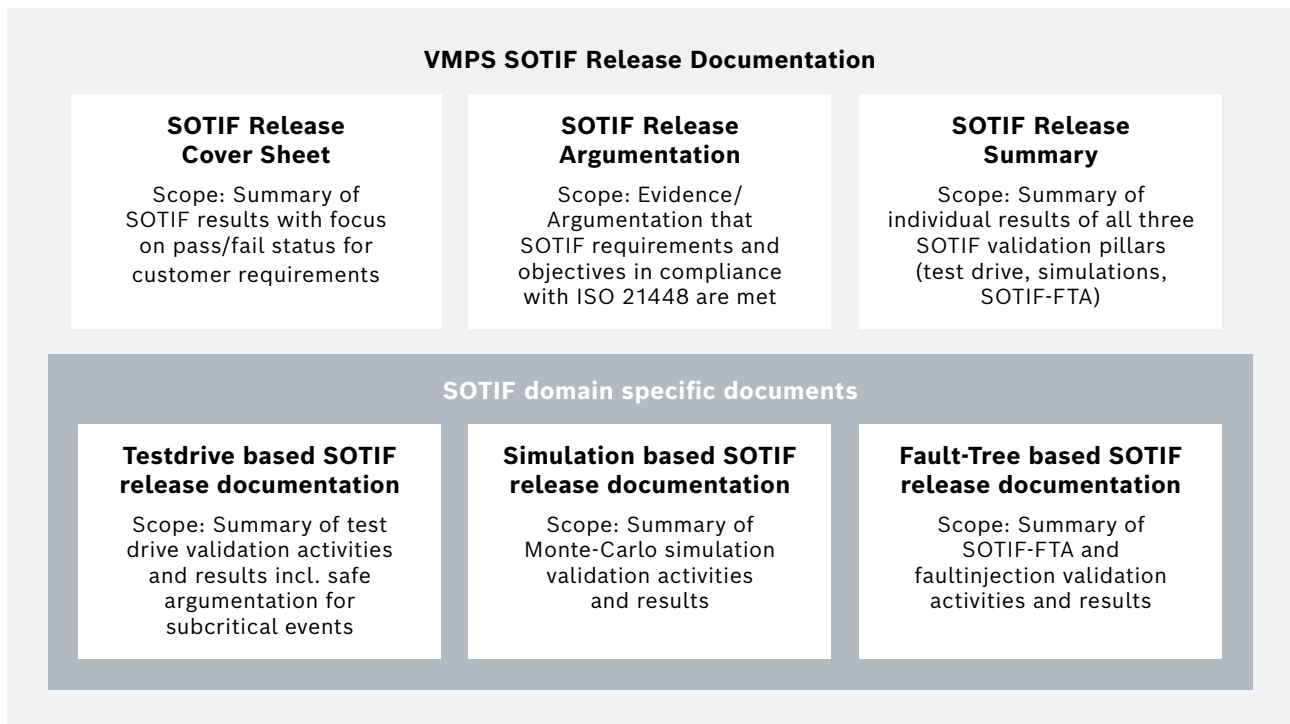 VMPS SOTIF Release Documentation
SOTIF Release
Cover Sheet
Scope: Summary of
SOTIF results with focus
on pass/fail status for
customer requirements
SOTIF Release
Argumentation
Scope: Evidence/
Argumentation that
SOTIF requirements and
objectives in compliance
with ISO 21448 are met
SOTIF Release
Summary
Scope: Summary of
individual results of all three
SOTIF validation pillars
(test drive, simulations,
SOTIF-FTA)
SOTIF domain specific documents
Testdrive based SOTIF
release documentation
Scope: Summary of test
drive validation activities
and results incl. safe
argumentation for
subcritical events
Simulation based SOTIF
release documentation
Scope: Summary of
Monte-Carlo simulation
validation activities
and results
Fault-Tree based SOTIF
release documentation
Scope: Summary of
SOTIF-FTA and
faultinjection validation
activities and results